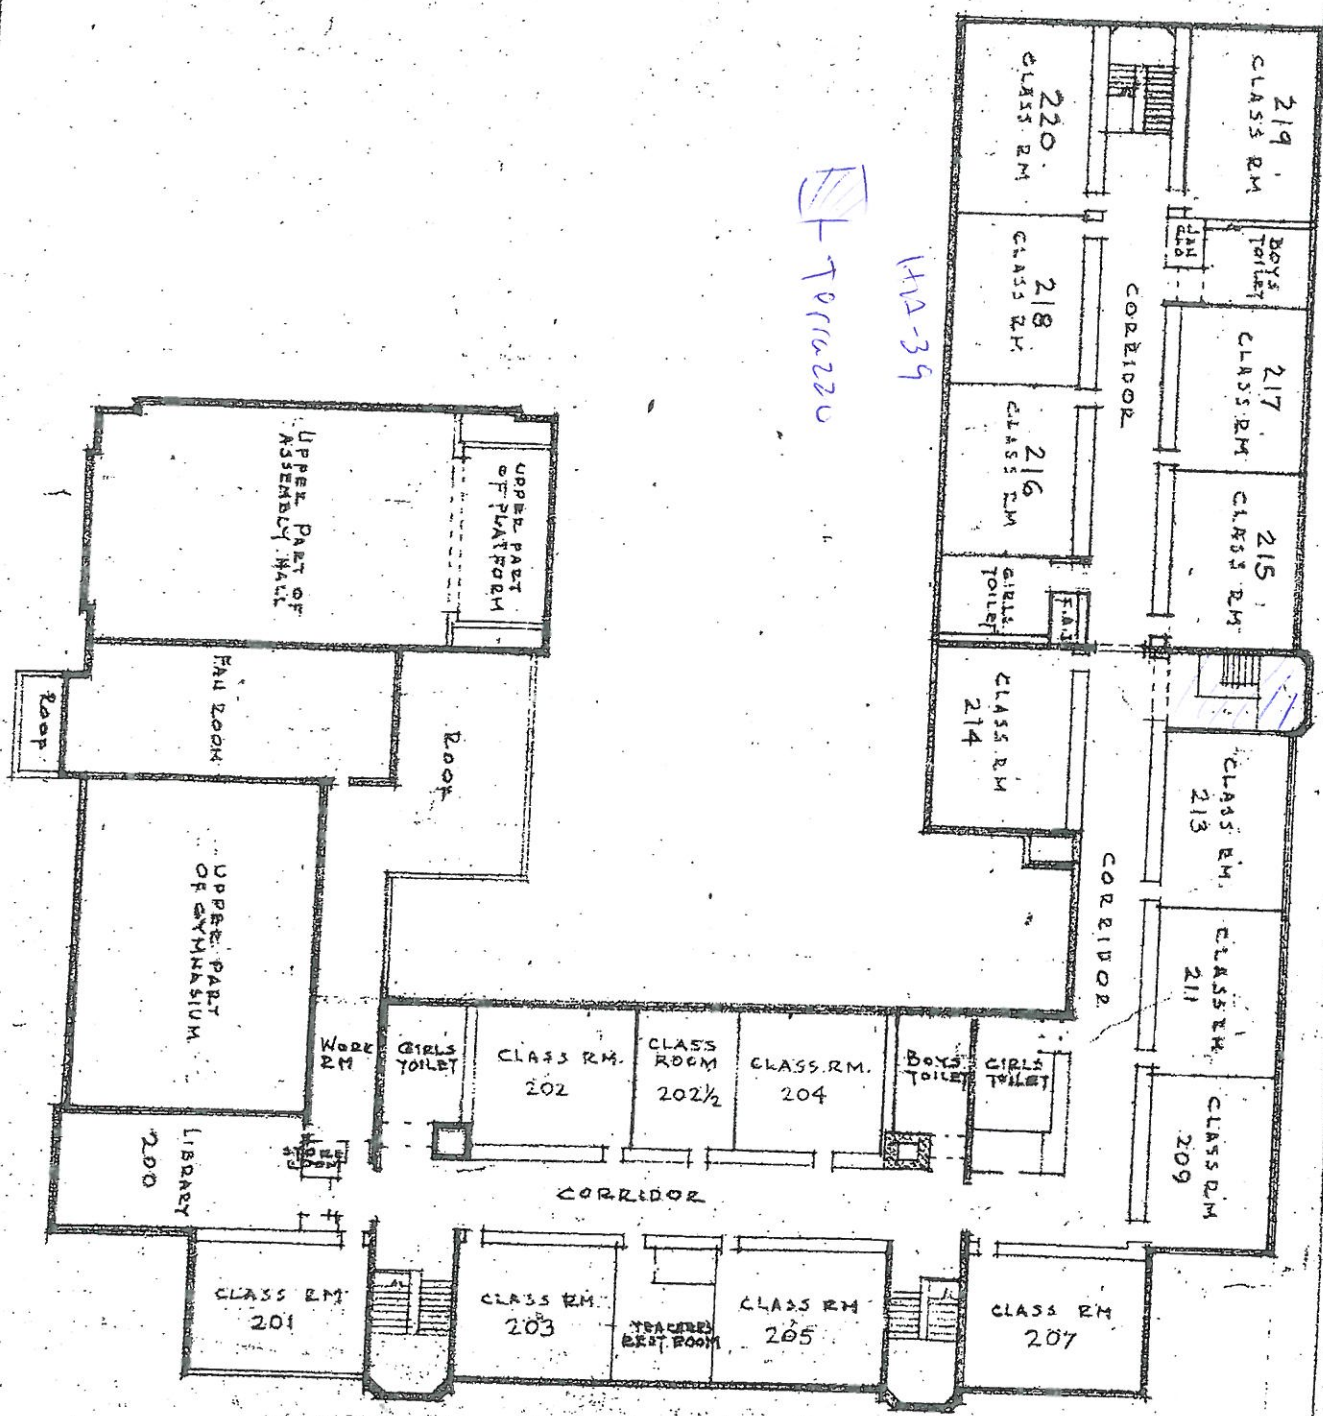 219
CLASS RM
220
CLASS RM
BOYS
TOILET
JAN
CLO
218
CLASS RM
CORRIDOR
217
CLASS RM
216
CLASS RM
215
CLASS RM
GIRLS
TOILET
HA-39
Terrazzo
CLASS RM
214
CLASS RM.
213
CORRIDOR
CLASS RM
211
CLASS RM
209
UPPER PART
OF PLATFORM
UPPER PART OF
ASSEMBLY HALL
FAN ROOM
ROOF
ROOF
UPPER PART
OF GYMNASIUM
WORK
RM
GIRLS
TOILET
CLASS RM.
202
CLASS
ROOM
202½
CLASS.RM.
204
BOYS
TOILET
GIRLS
TOILET
LIBRARY
200
CORRIDOR
CLASS RM
201
CLASS RM.
203
TEACHERS
REST ROOM
CLASS RM
205
CLASS RM
207